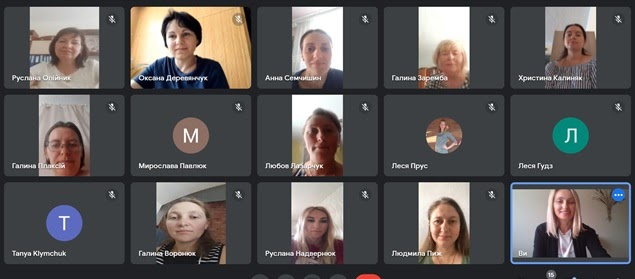 Руслана Олійник
Оксана Деревянчук
Анна Семчишин
Галина Заремба
Христина Калиняк
Галина Плаксій
М
Мирослава Павлюк
Любов Лазарчук
Леся Прус
Л
Леся Гудз
T
Tanya Klymchuk
Галина Воронюк
Руслана Надвернюк
Людмила Пиж
Ви
15